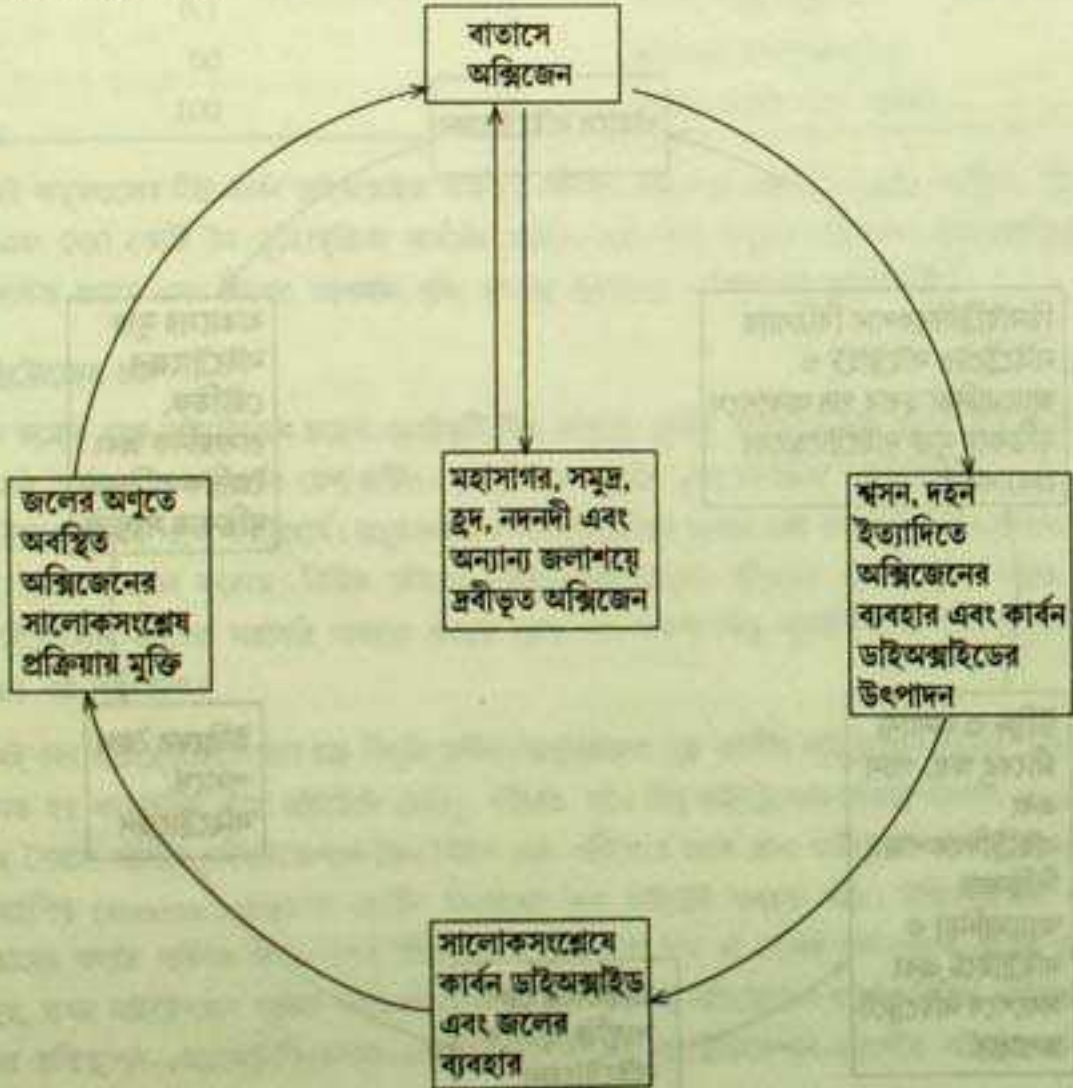 বাতাসে
অক্সিজেন
জলের অণুতে
অবস্থিত
অক্সিজেনের
সালোকসংশ্লেষ
প্রক্রিয়ায় মুক্তি
মহাসাগর, সমুদ্র,
হ্রদ, নদনদী এবং
অন্যান্য জলাশয়ে
দ্রবীভূত অক্সিজেন
শ্বসন, দহন
ইত্যাদিতে
অক্সিজেনের
ব্যবহার এবং কার্বন
ডাইঅক্সাইডের
উৎপাদন
সালোকসংশ্লেষে
কার্বন ডাইঅক্সাইড
এবং জলের
ব্যবহার